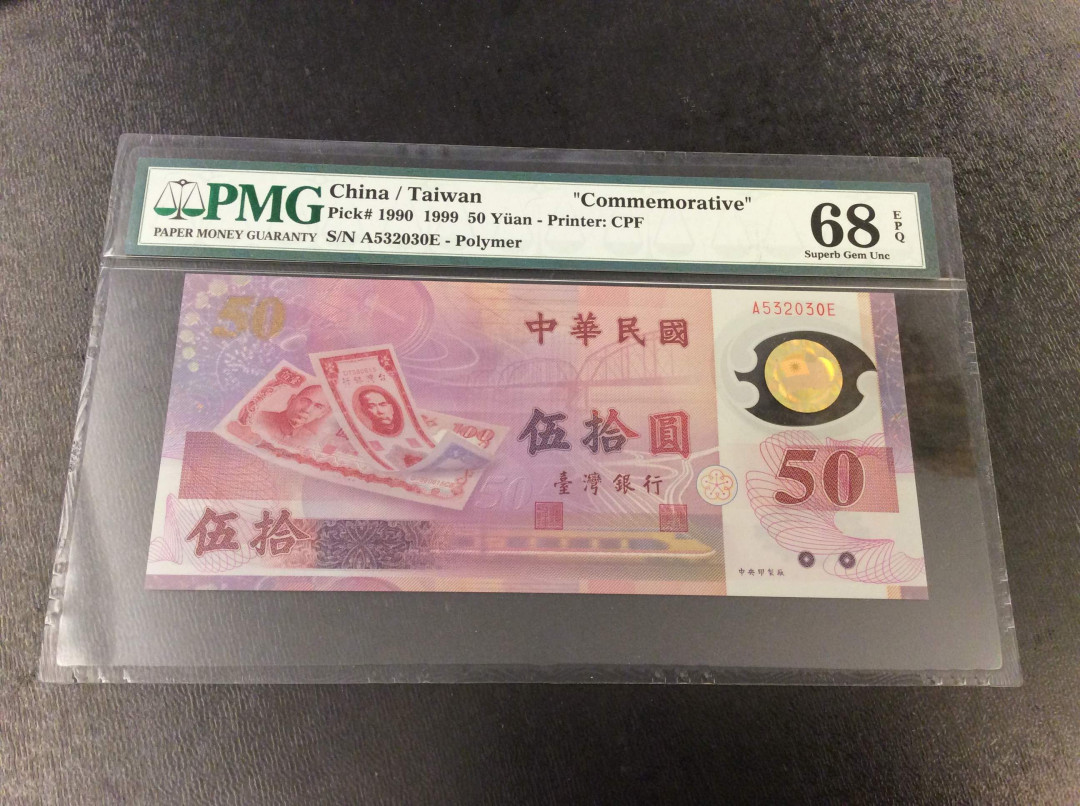 PMG
PAPER MONEY GUARANTY
China / Taiwan "Commemorative"
Pick# 1990 1999 50 Yüan - Printer: CPF
S/N A532030E - Polymer
68 EPQ
Superb Gem Unc
50
中華民國
A532030E
伍拾圓
臺灣銀行
50
50
伍拾
中央印製廠